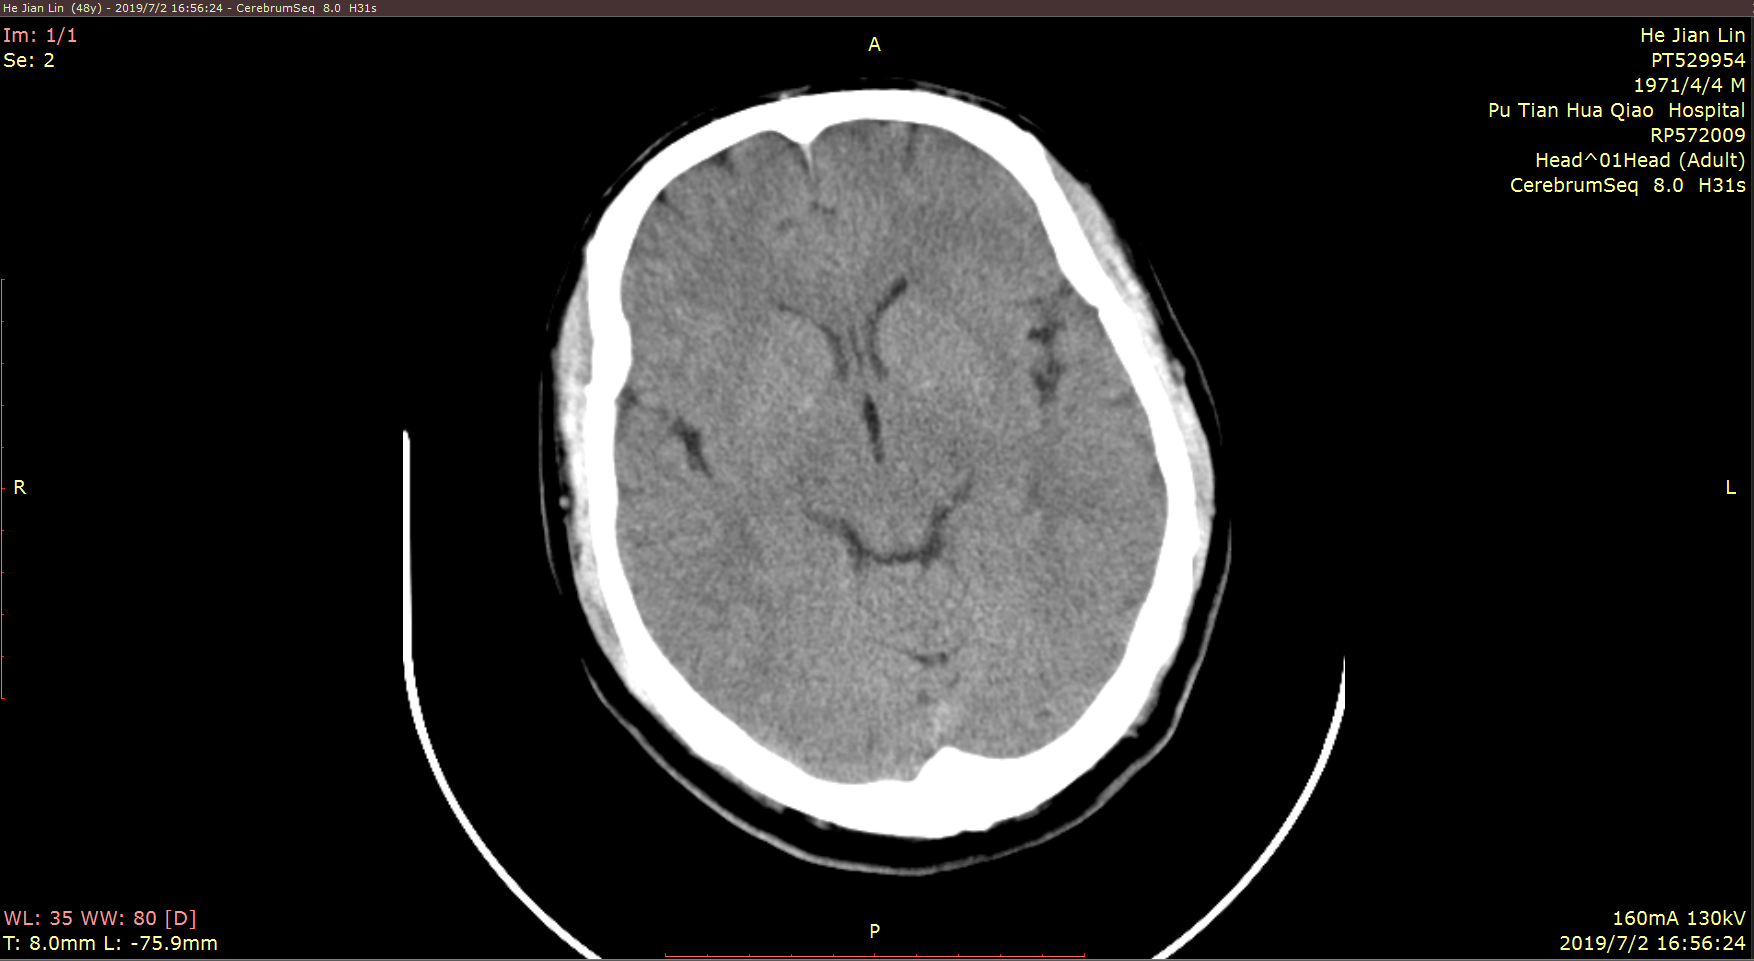 He Jian Lin (48y) - 2019/7/2 16:56:24 - CerebrumSeq 8.0 H31s
Im: 1/1
Se: 2
A
He Jian Lin
PT529954
1971/4/4 M
Pu Tian Hua Qiao Hospital
RP572009
Head^01Head (Adult)
CerebrumSeq 8.0 H31s
R
L
WL: 35 WW: 80 [D]
T: 8.0mm L: -75.9mm
P
160mA 130kV
2019/7/2 16:56:24